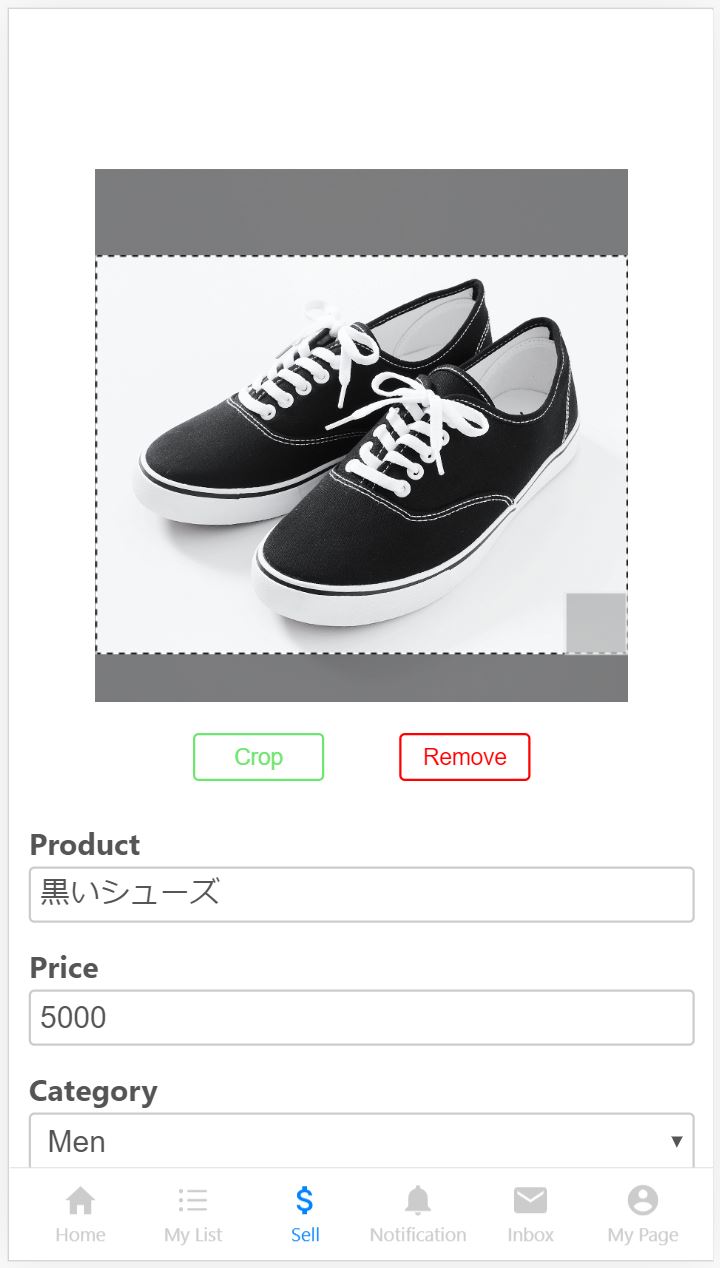 Crop
Remove
Product
黒いシューズ
Price
5000
Category
Men
Home
My List
Sell
Notification
Inbox
My Page